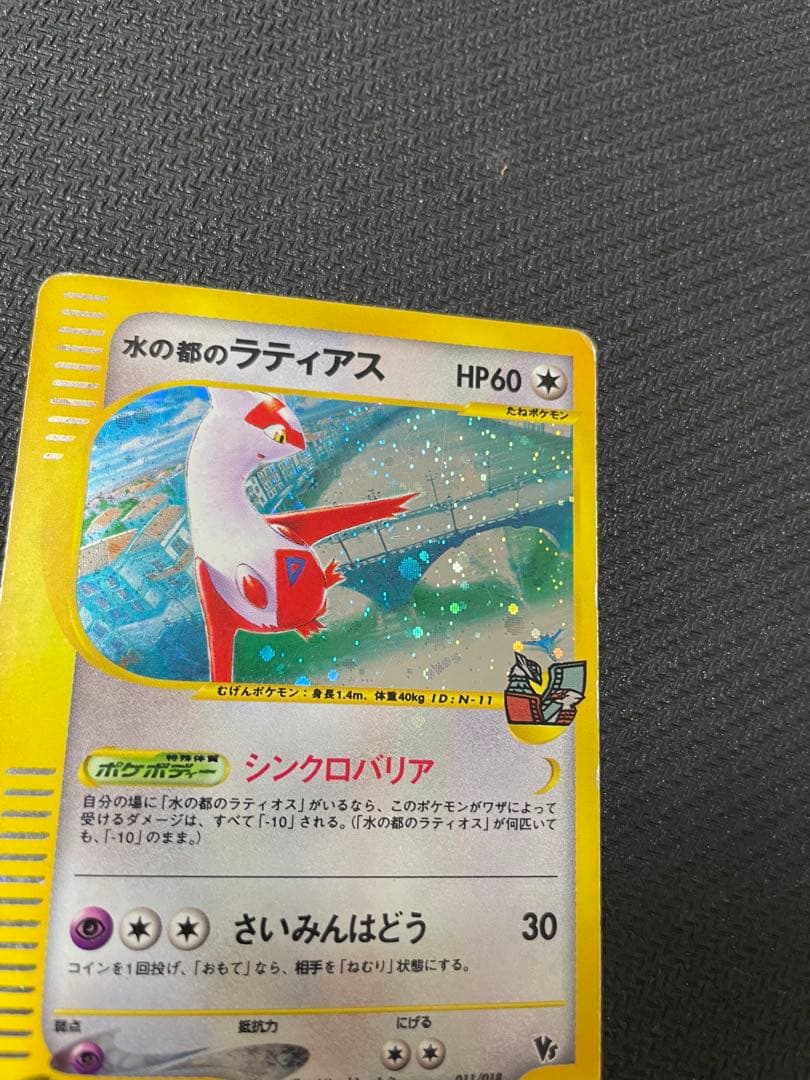 水の都のラティアス HP60
たねポケモン
むげんポケモン：身長1.4m、体重40kg ID:N-11
特殊体質
ポケボディー シンクロバリア
自分の場に「水の都のラティオス」がいるなら、このポケモンがワザによって
受けるダメージは、すべて「-10」される。（「水の都のラティオス」が何匹いて
も、「-10」のまま。）
さいみんはどう 30
コインを1回投げ、「おもて」なら、相手を「ねむり」状態にする。
弱点 抵抗力 にげる
VS
011/018